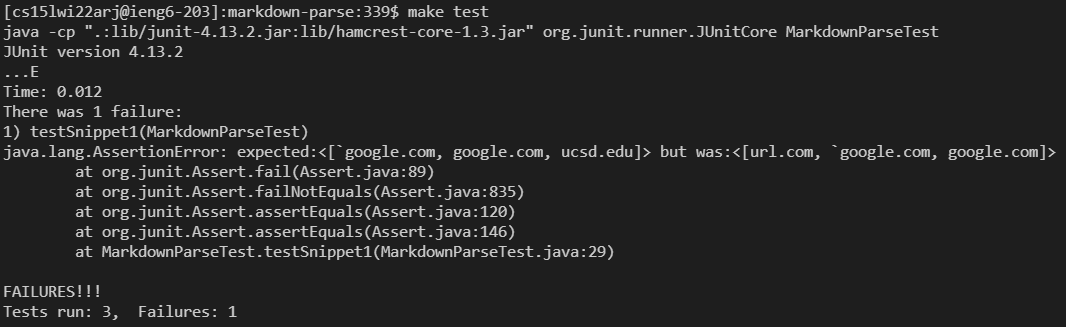 [cs15lwi22arj@ieng6-203]:markdown-parse:339$ make test
java -cp ".:lib/junit-4.13.2.jar:lib/hamcrest-core-1.3.jar" org.junit.runner.JUnitCore MarkdownParseTest
JUnit version 4.13.2
...E
Time: 0.012
There was 1 failure:
1) testSnippet1(MarkdownParseTest)
java.lang.AssertionError: expected:<[`google.com, google.com, ucsd.edu]> but was:<[url.com, `google.com, google.com]>
        at org.junit.Assert.fail(Assert.java:89)
        at org.junit.Assert.failNotEquals(Assert.java:835)
        at org.junit.Assert.assertEquals(Assert.java:120)
        at org.junit.Assert.assertEquals(Assert.java:146)
        at MarkdownParseTest.testSnippet1(MarkdownParseTest.java:29)

FAILURES!!!
Tests run: 3,  Failures: 1